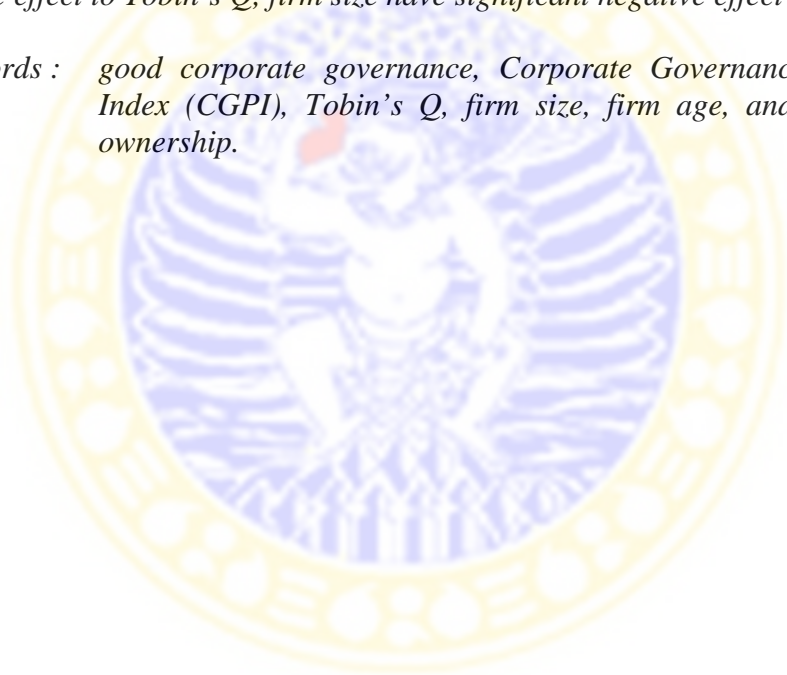 effect to Tobin's Q, firm size have significant negative effect
rds : good corporate governance, Corporate Governanc
Index (CGPI), Tobin's Q, firm size, firm age, and
ownership.